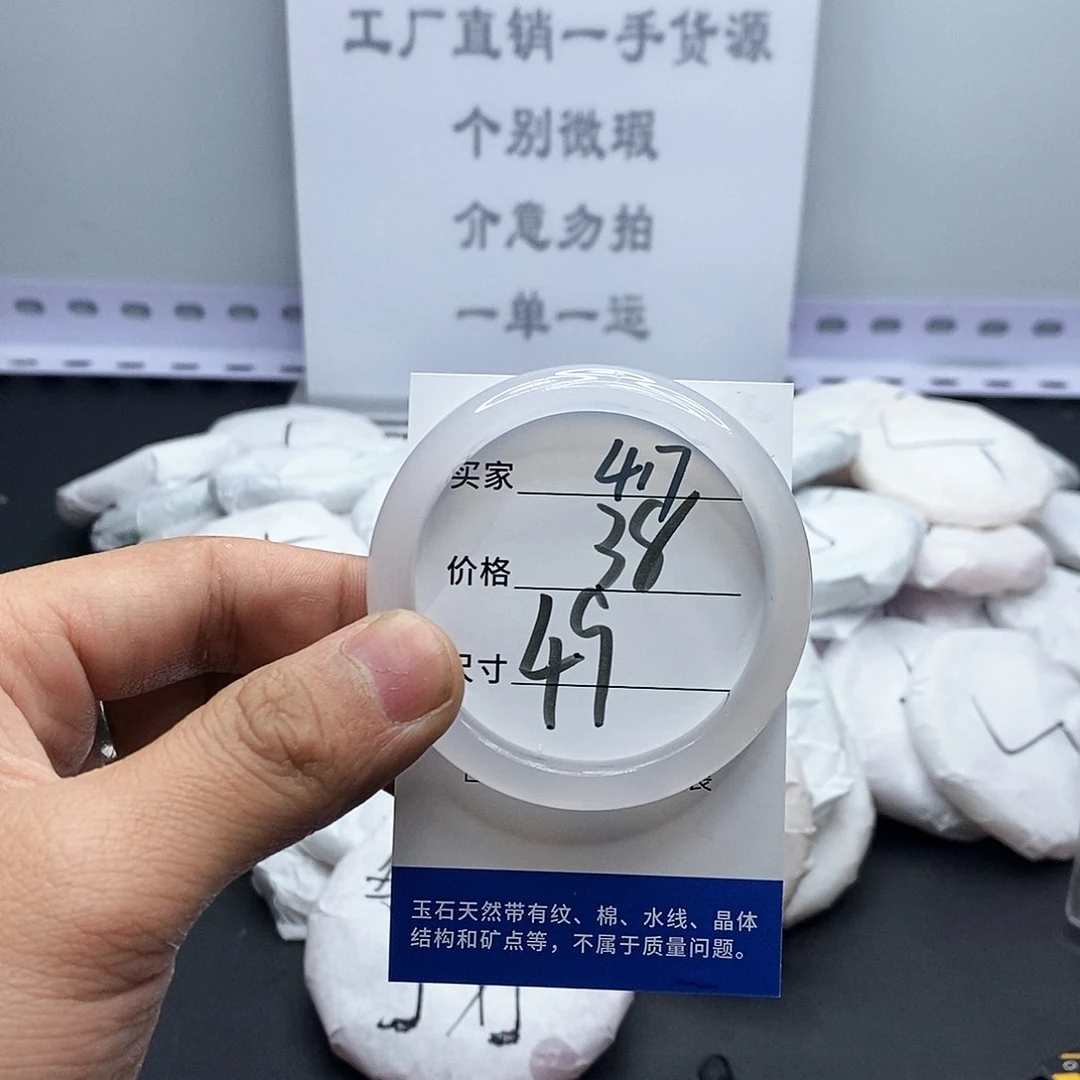 工厂直销一手货源
个别微瑕
介意勿拍
一单一运
买家 417
价格 38
尺寸 49
玉石天然带有纹、棉、水线、晶体
结构和矿点等，不属于质量问题。